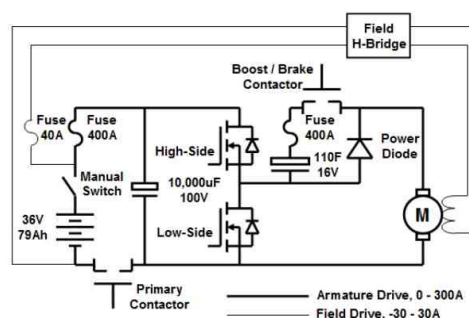 Field
H-Bridge
Boost / Brake
Contactor
Fuse
40A
Fuse
400A
Fuse
400A
High-Side
Power
Diode
110F
16V
Manual
Switch
10,000uF
100V
36V
79Ah
Low-Side
M
Primary
Contactor
Armature Drive, 0 - 300A
Field Drive, -30 - 30A